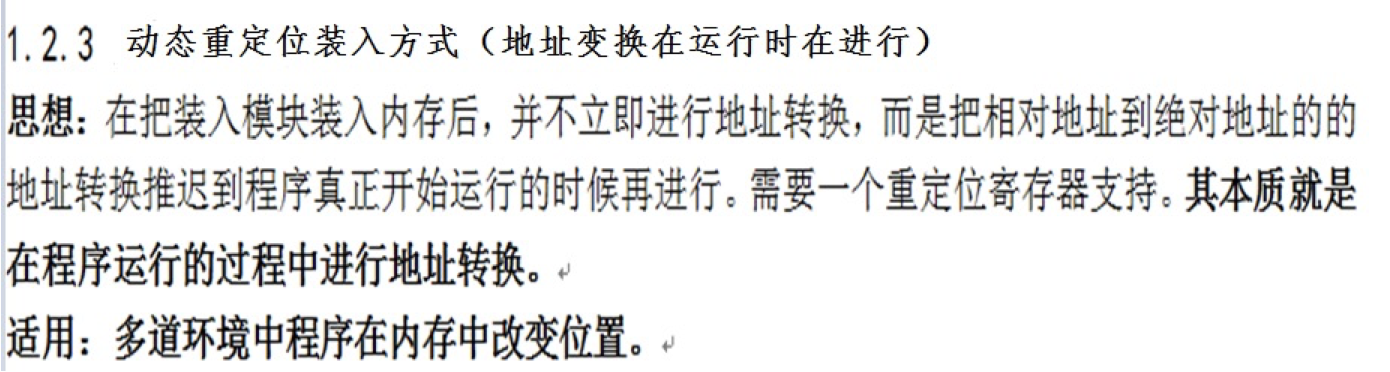 1.2.3 动态重定位装入方式（地址变换在运行时在进行）
思想：在把装入模块装入内存后，并不立即进行地址转换，而是把相对地址到绝对地址的的
地址转换推迟到程序真正开始运行的时候再进行。需要一个重定位寄存器支持。其本质就是
在程序运行的过程中进行地址转换。
适用：多道环境中程序在内存中改变位置。